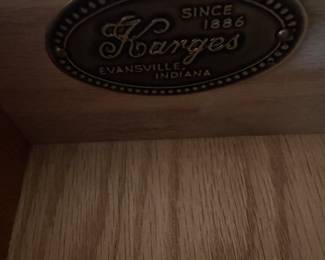 SINCE
1886
Karges
EVANSVILLE,
INDIANA